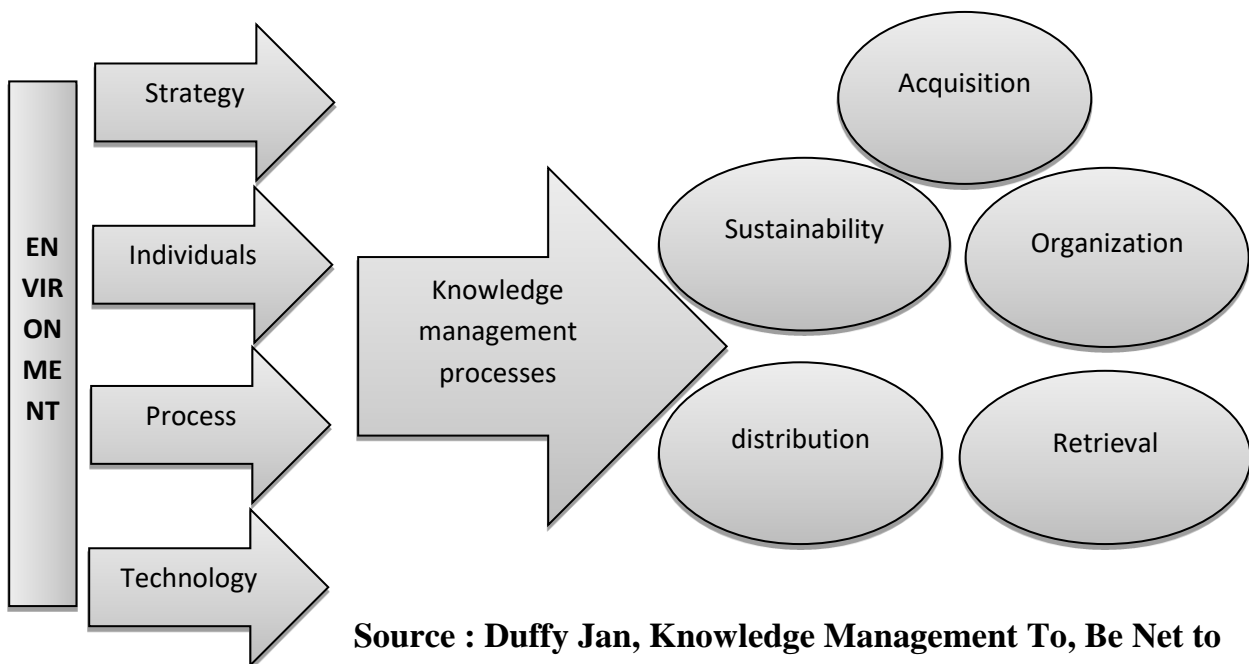 EN
VIR
ON
ME
NT
Strategy
Individuals
Process
Technology
Knowledge
management
processes
Acquisition
Sustainability
Organization
distribution
Retrieval
Source : Duffy Jan, Knowledge Management To, Be Net to